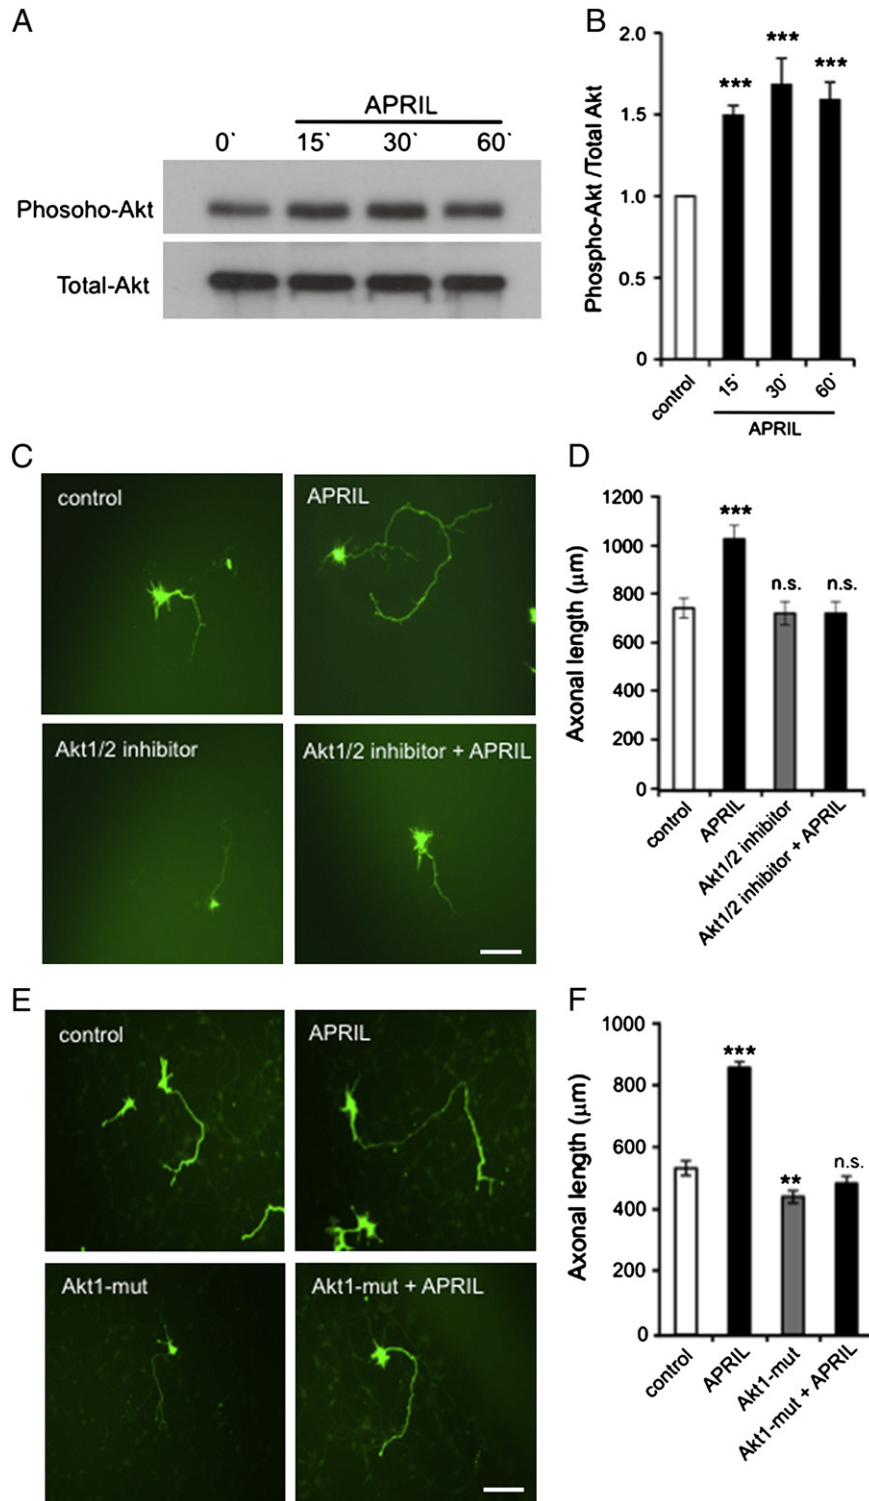 A
APRIL
0` 15` 30` 60`
Phosoho-Akt
Total-Akt
B
Phospho-Akt /Total Akt
2.0
1.5
1.0
0.5
0
***
***
***
control
15`
30`
60`
APRIL
C
control
APRIL
Akt1/2 inhibitor
Akt1/2 inhibitor + APRIL
D
Axonal length (µm)
1200
1000
800
600
400
200
0
***
n.s.
n.s.
control
APRIL
Akt1/2 inhibitor
Akt1/2 inhibitor + APRIL
E
control
APRIL
Akt1-mut
Akt1-mut + APRIL
F
Axonal length (µm)
1000
800
600
400
200
0
***
**
n.s.
control
APRIL
Akt1-mut
Akt1-mut + APRIL